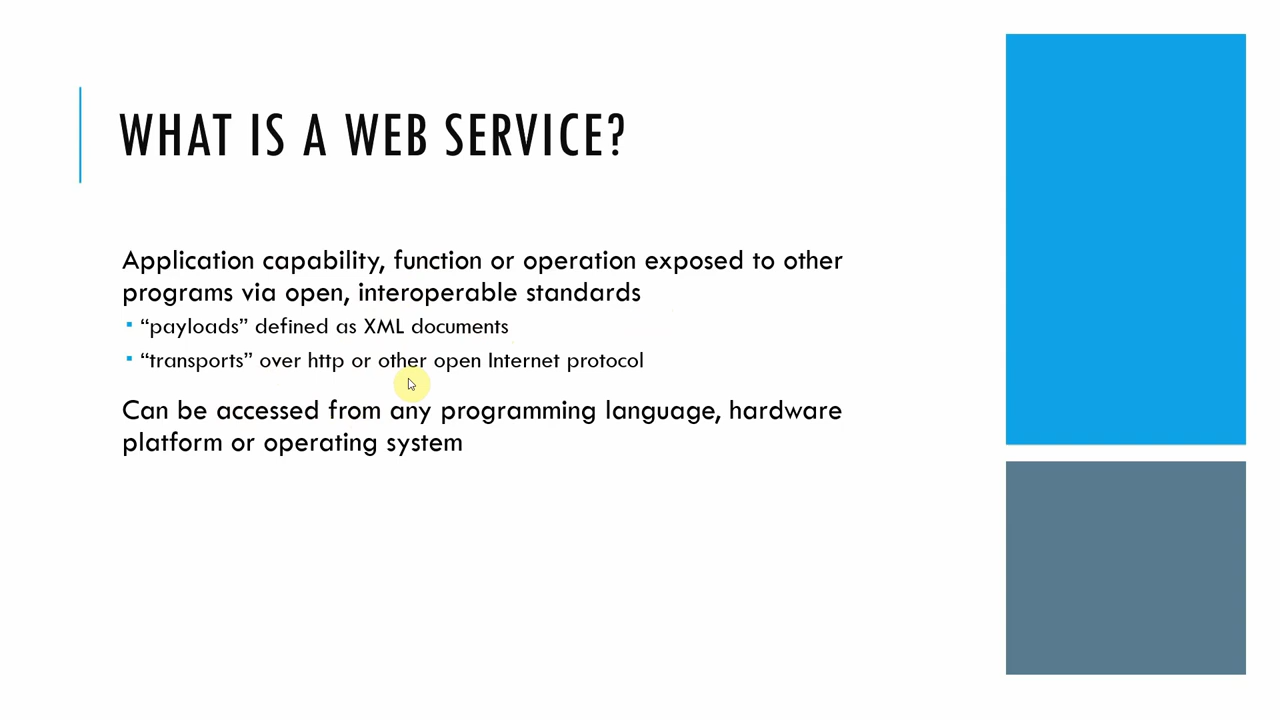 WHAT IS A WEB SERVICE?
Application capability, function or operation exposed to other
programs via open, interoperable standards
▪ “payloads” defined as XML documents
▪ “transports” over http or other open Internet protocol
Can be accessed from any programming language, hardware
platform or operating system